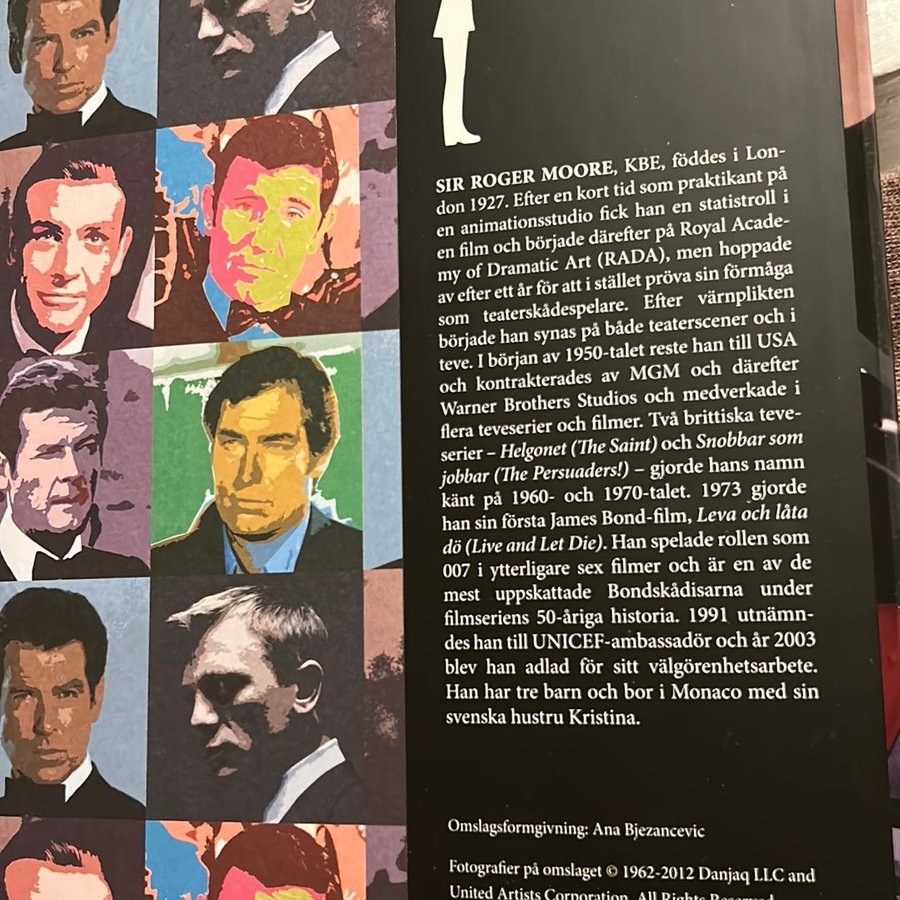 SIR ROGER MOORE, KBE, föddes i Lon-
don 1927. Efter en kort tid som praktikant på
en animationsstudio fick han en statistroll i
en film och började därefter på Royal Acade-
my of Dramatic Art (RADA), men hoppade
av efter ett år för att i stället pröva sin förmåga
som teaterskådespelare. Efter värnplikten
började han synas på både teaterscener och i
teve. I början av 1950-talet reste han till USA
och kontrakterades av MGM och därefter
Warner Brothers Studios och medverkade i
flera teveserier och filmer. Två brittiska teve-
serier – Helgonet (The Saint) och Snobbar som
jobbar (The Persuaders!) – gjorde hans namn
känt på 1960- och 1970-talet. 1973 gjorde
han sin första James Bond-film, Leva och låta
dö (Live and Let Die). Han spelade rollen som
007 i ytterligare sex filmer och är en av de
mest uppskattade Bondskådisarna under
filmseriens 50-åriga historia. 1991 utnämn-
des han till UNICEF-ambassadör och år 2003
blev han adlad för sitt välgörenhetsarbete.
Han har tre barn och bor i Monaco med sin
svenska hustru Kristina.
Omslagsformgivning: Ana Bjezancevic
Fotografier på omslaget © 1962-2012 Danjaq LLC and
United Artists Corporation. All Rights Reserved